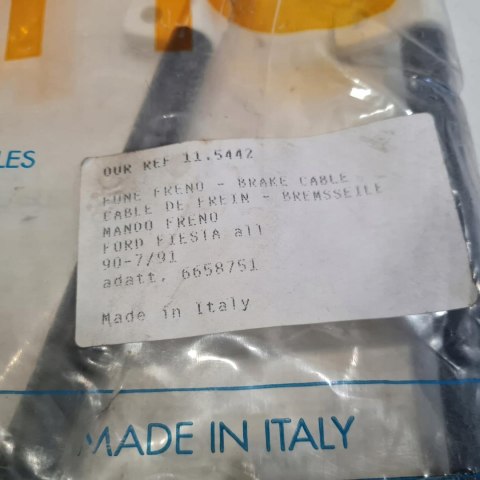 LES
OUR REF 11.5442
FUNE FRENO - BRAKE CABLE
CABLE DE FREIN - BREMSSEILE
MANDO FRENO
FORD FIESTA all
90-7/91
adatt. 6658751
Made in Italy
MADE IN ITALY